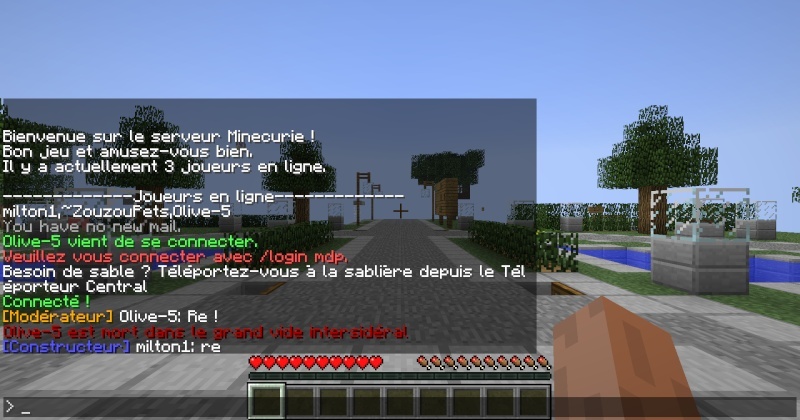 Bienvenue sur le serveur Minecurie !
Bon jeu et amusez-vous bien.
Il y a actuellement 3 joueurs en ligne.
-------------Joueurs en ligne-------------
milton1,~ZouzouPets,Olive-5
You have no new mail.
Olive-5 vient de se connecter.
Veuillez vous connecter avec /login mdp.
Besoin de sable ? Téléportez-vous à la sablière depuis le Tél
éporteur Central
Connecté !
[Modérateur] Olive-5: Re !
Olive-5 est mort dans le grand vide intersidéral
[Constructeur] milton1: re
> _